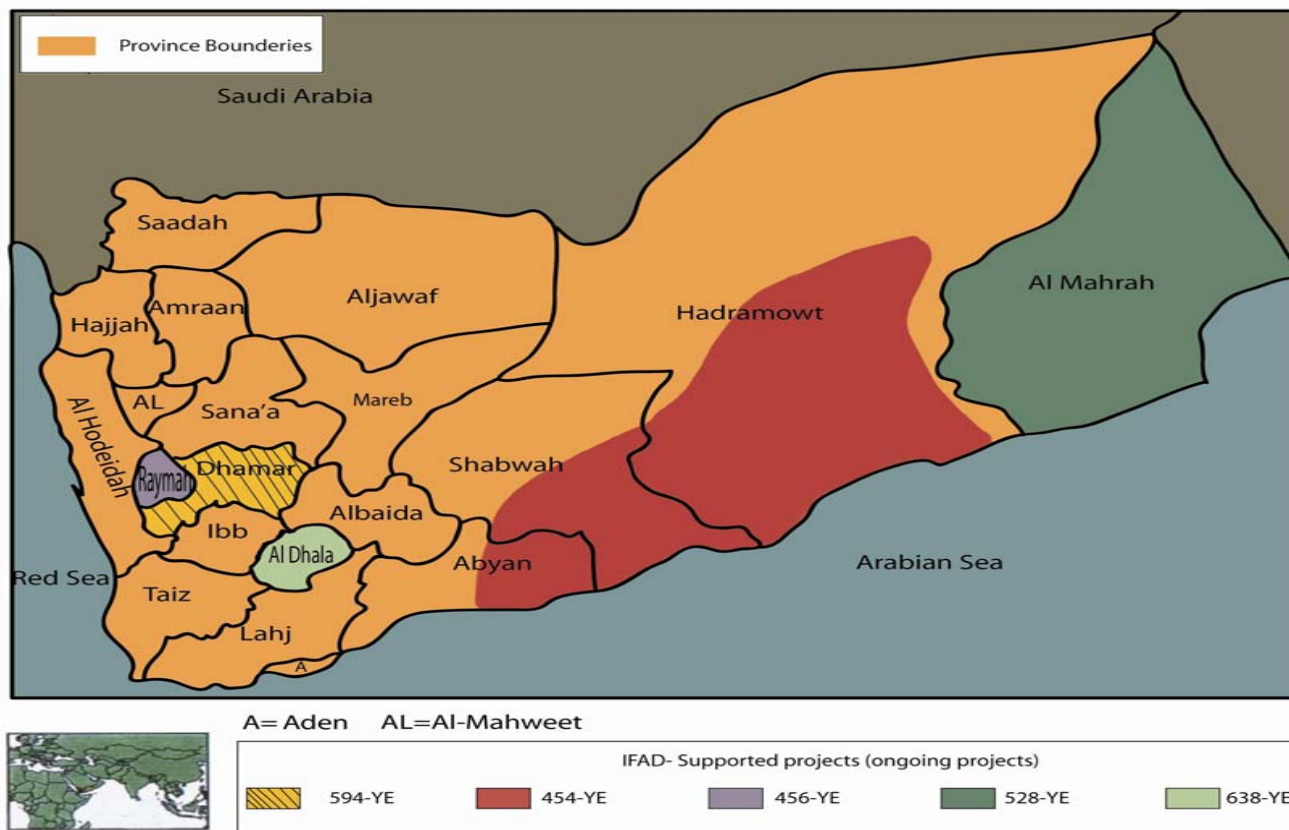 Province Bounderies
Saudi Arabia
Saadah
Amraan
Hajjah
Aljawaf
Hadramowt
Al Mahrah
AL
Sana'a
Mareb
Al Hodeidah
Raymah
Dhamar
Shabwah
Ibb
Albaida
Al Dhala
Abyan
Red Sea
Taiz
Lahj
A
Arabian Sea
A= Aden AL=Al-Mahweet
IFAD- Supported projects (ongoing projects)
594-YE 454-YE 456-YE 528-YE 638-YE